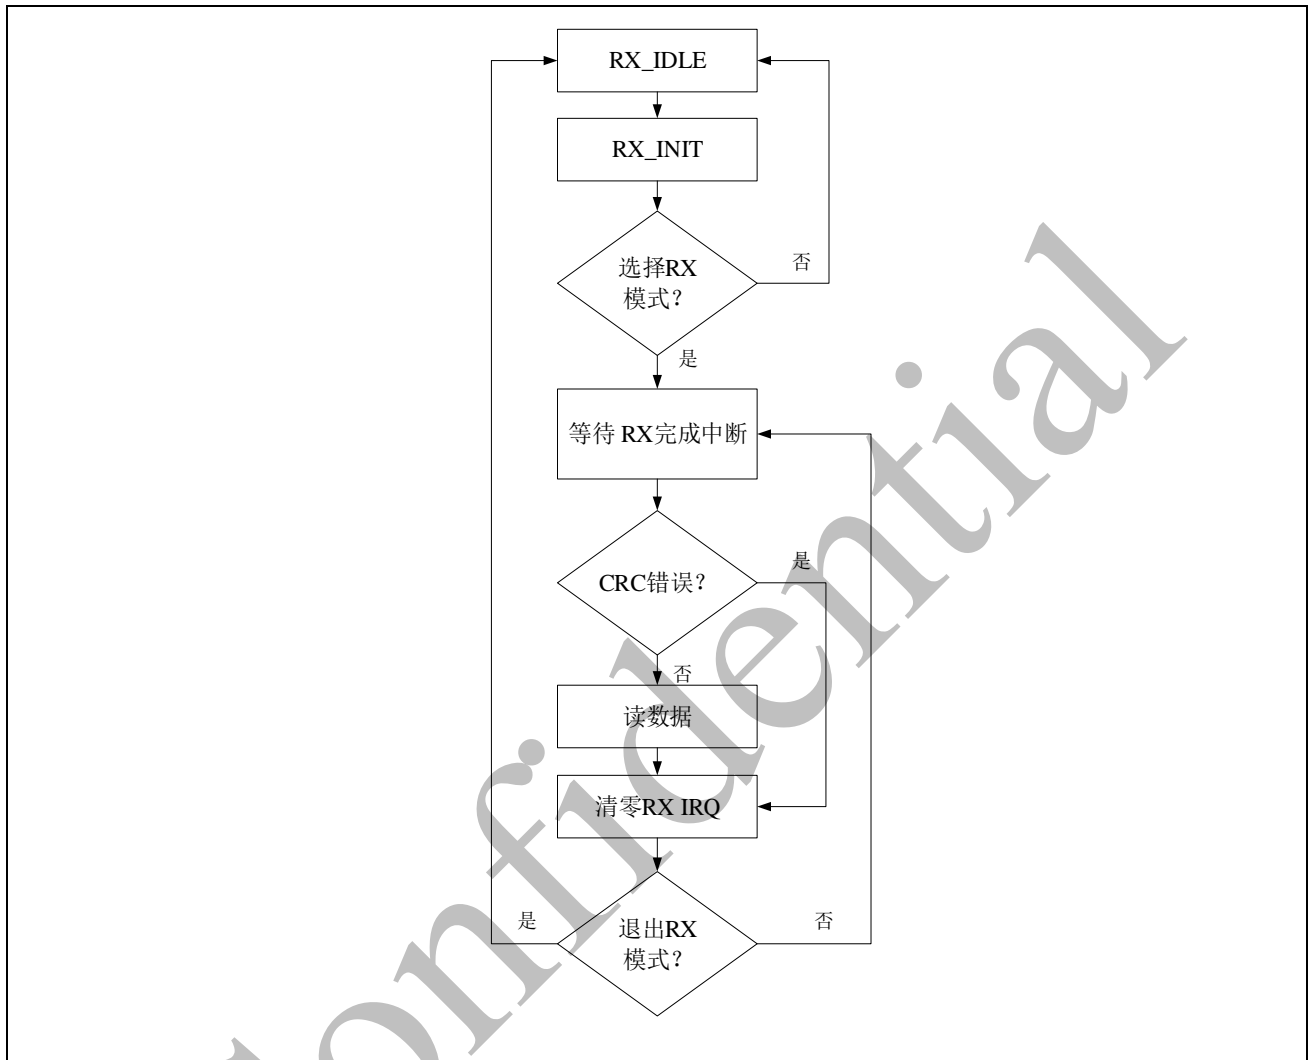 RX_IDLE
RX_INIT
选择RX
模式？
否
是
等待 RX完成中断
CRC错误？
是
否
读数据
清零RX IRQ
退出RX
模式？
是
否
onfidential